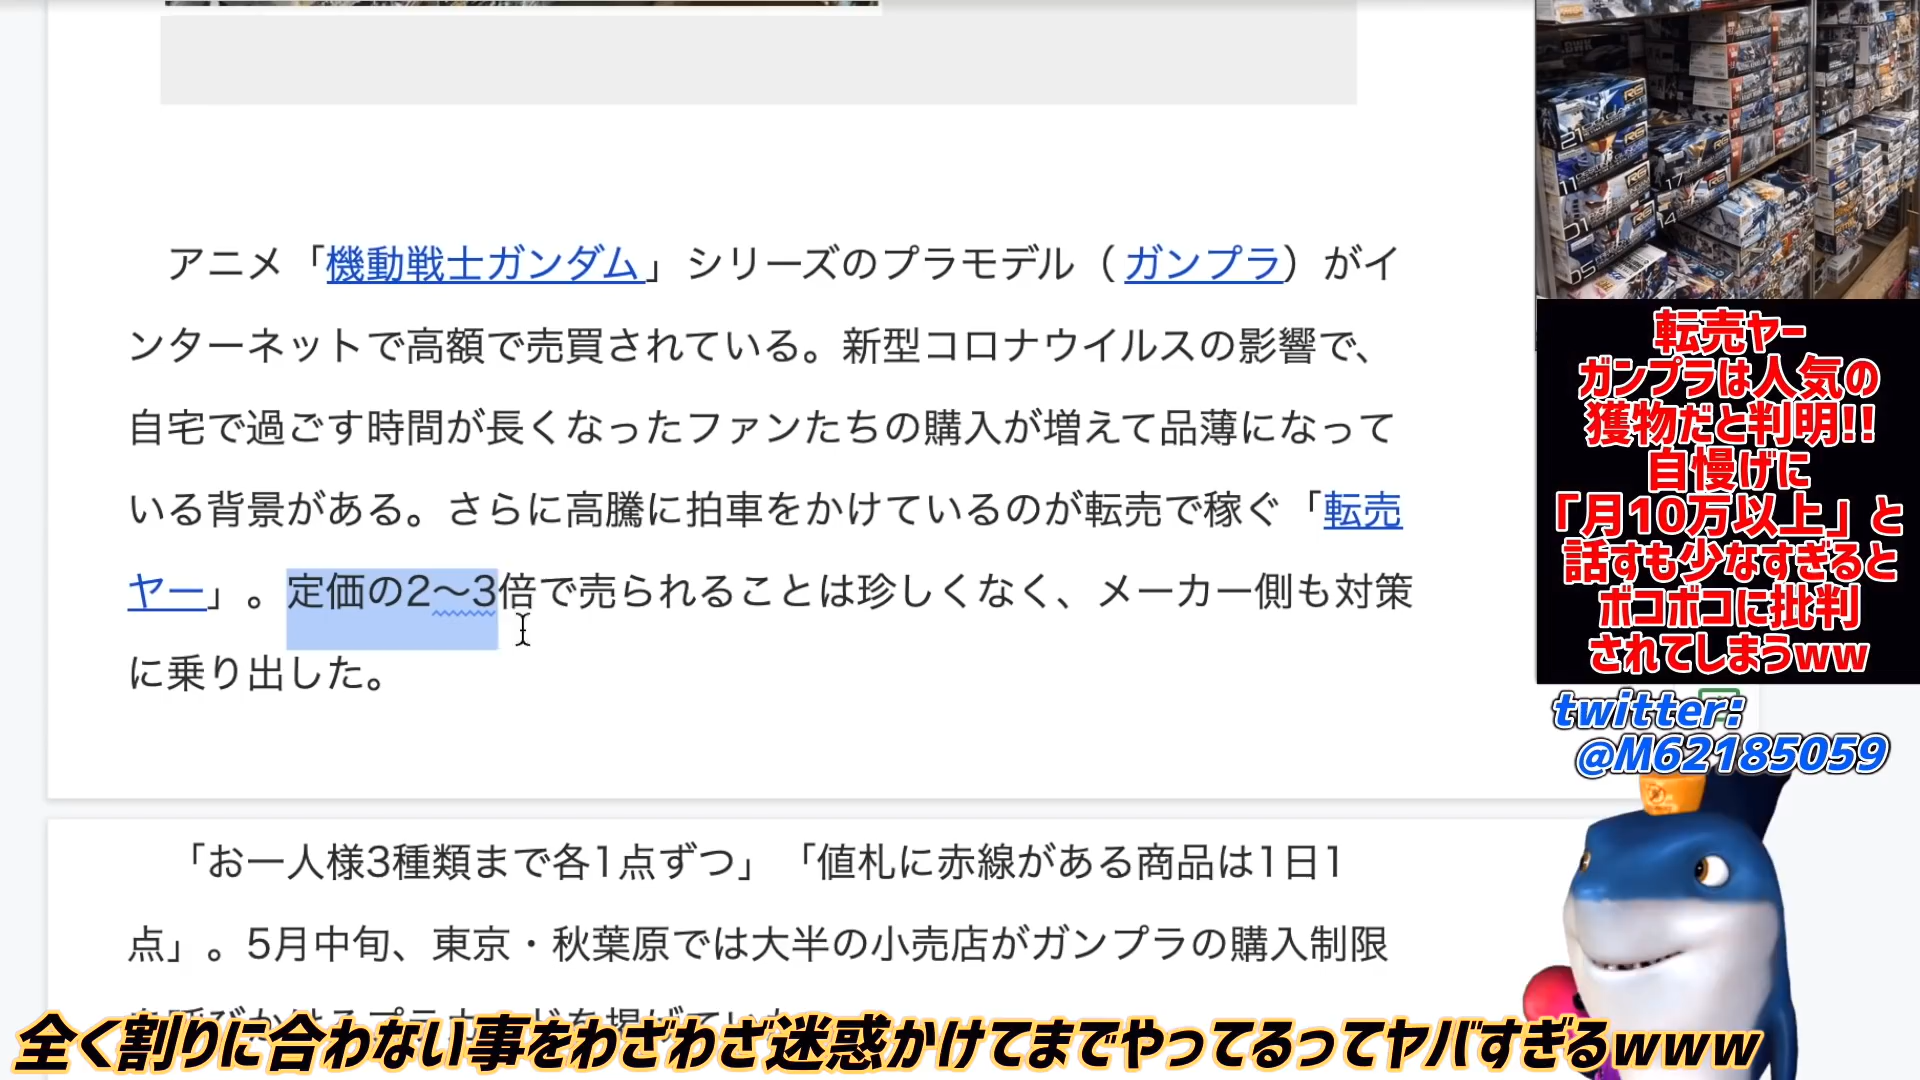 アニメ「機動戦士ガンダム」シリーズのプラモデル（ガンプラ）がイ
ンターネットで高額で売買されている。新型コロナウイルスの影響で、
自宅で過ごす時間が長くなったファンたちの購入が増えて品薄になって
いる背景がある。さらに高騰に拍車をかけているのが転売で稼ぐ「転売
ヤー」。定価の2〜3倍で売られることは珍しくなく、メーカー側も対策
に乗り出した。
「お一人様3種類まで各1点ずつ」「値札に赤線がある商品は1日1
点」。5月中旬、東京・秋葉原では大半の小売店がガンプラの購入制限
全く割りに合わない事をわざわざ迷惑かけてまでやってるってヤバすぎるwww
RG
21
RG
11
RG
17
01
RG
05
転売ヤー
ガンプラは人気の
獲物だと判明!!
自慢げに
「月10万以上」と
話すも少なすぎると
ボコボコに批判
されてしまうww
twitter:
@M62185059